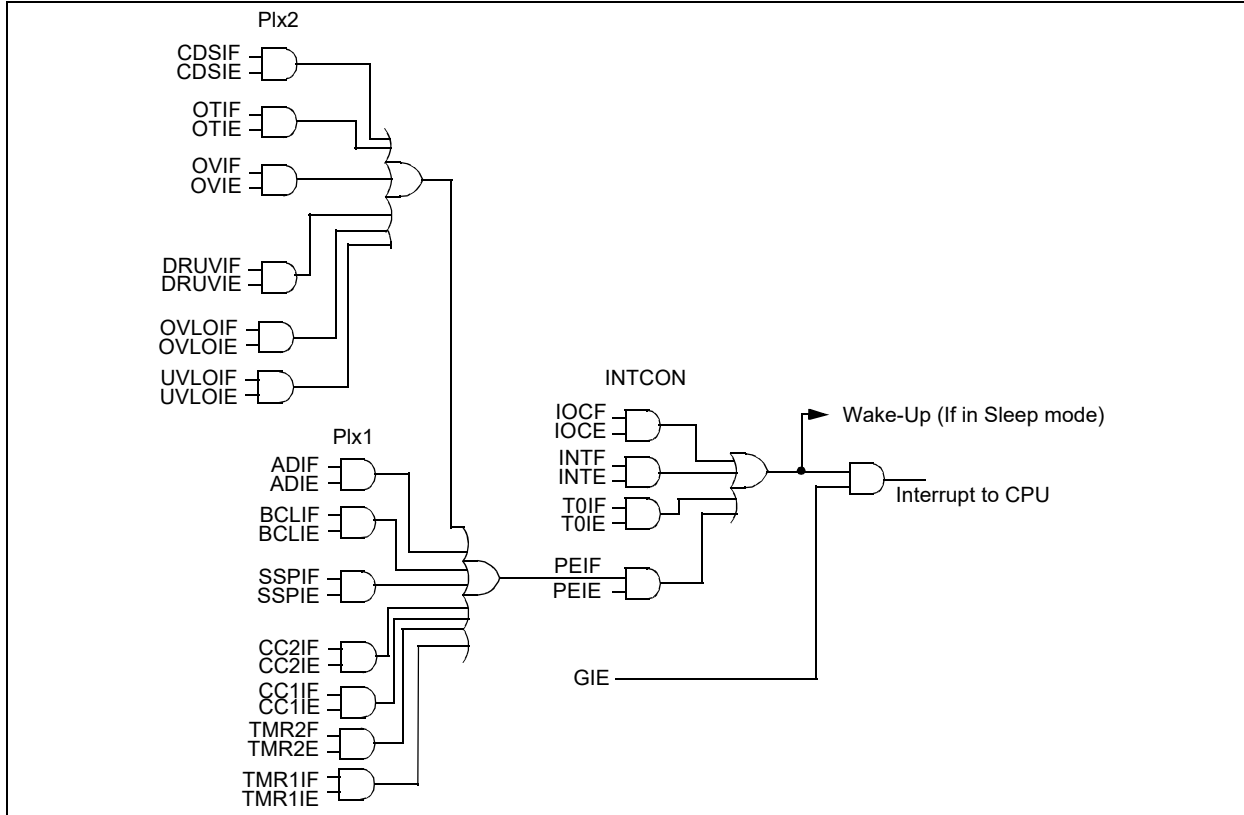 PIx2
CDSIF
CDSIE
OTIF
OTIE
OVIF
OVIE
DRUVIF
DRUVIE
OVLOIF
OVLOIE
UVLOIF
UVLOIE
PIx1
ADIF
ADIE
BCLIF
BCLIE
SSPIF
SSPIE
CC2IF
CC2IE
CC1IF
CC1IE
TMR2F
TMR2E
TMR1IF
TMR1IE
INTCON
IOCF
IOCE
INTF
INTE
T0IF
T0IE
PEIF
PEIE
GIE
Wake-Up (If in Sleep mode)
Interrupt to CPU